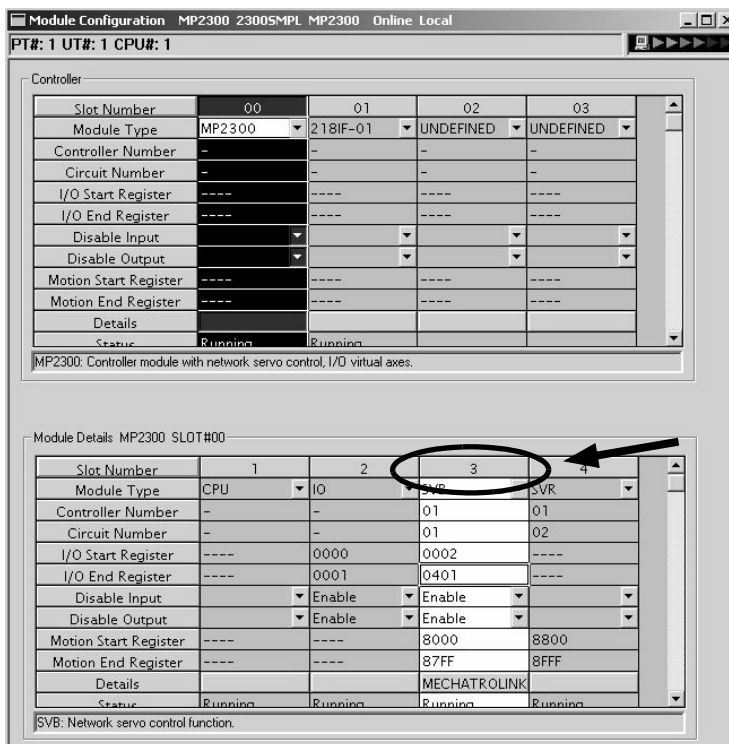 Module Configuration MP2300 2300SMPL MP2300 Online Local
PT#: 1 UT#: 1 CPU#: 1
Controller
Slot Number 00 01 02 03
Module Type MP2300 218IF-01 UNDEFINED UNDEFINED
Controller Number - - - -
Circuit Number - - - -
I/O Start Register ---- ---- ---- ----
I/O End Register ---- ---- ---- ----
Disable Input
Disable Output
Motion Start Register ---- ---- ---- ----
Motion End Register ---- ---- ---- ----
Details
Status Running Running
MP2300: Controller module with network servo control, I/O virtual axes.
Module Details MP2300 SLOT#00
Slot Number 1 2 3 4
Module Type CPU IO SVB SVR
Controller Number - - 01 01
Circuit Number - - 01 02
I/O Start Register ---- 0000 0002 ----
I/O End Register ---- 0001 0401 ----
Disable Input Enable Enable
Disable Output Enable Enable
Motion Start Register ---- ---- 8000 8800
Motion End Register ---- ---- 87FF 8FFF
Details MECHATROLINK
Status Running Running Running Running
SVB: Network servo control function.